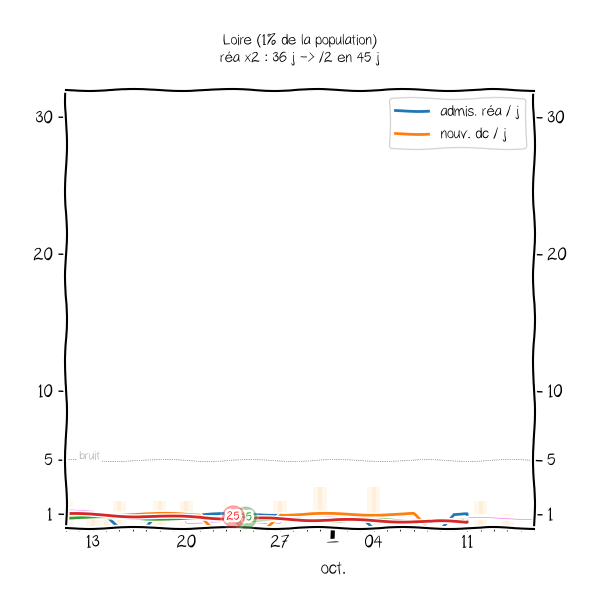 Loire (1% de la population)
réa x2 : 36 j -> /2 en 45 j
admis. réa / j
nouv. dc / j
30 30
20 20
10 10
5 bruit 5
1 25 1
13 20 27 04 11
oct.